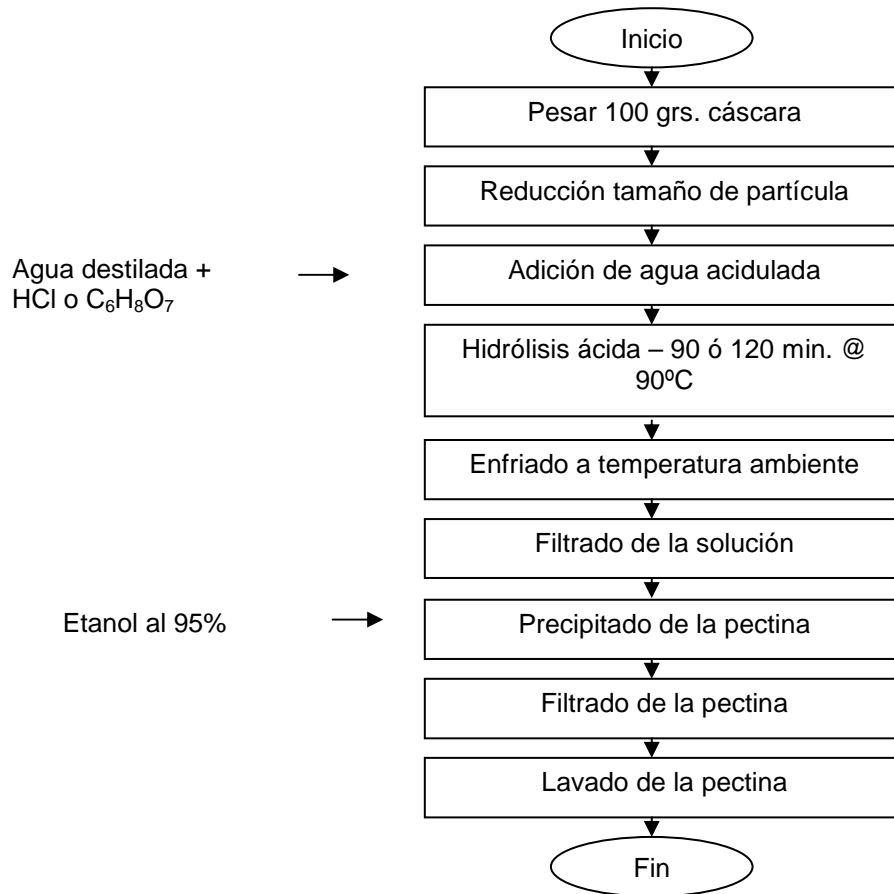 Inicio
Pesar 100 grs. cáscara
Reducción tamaño de partícula
Agua destilada +
HCl o C₆H₈O₇
Adición de agua acidulada
Hidrólisis ácida – 90 ó 120 min. @
90ºC
Enfriado a temperatura ambiente
Filtrado de la solución
Etanol al 95%
Precipitado de la pectina
Filtrado de la pectina
Lavado de la pectina
Fin